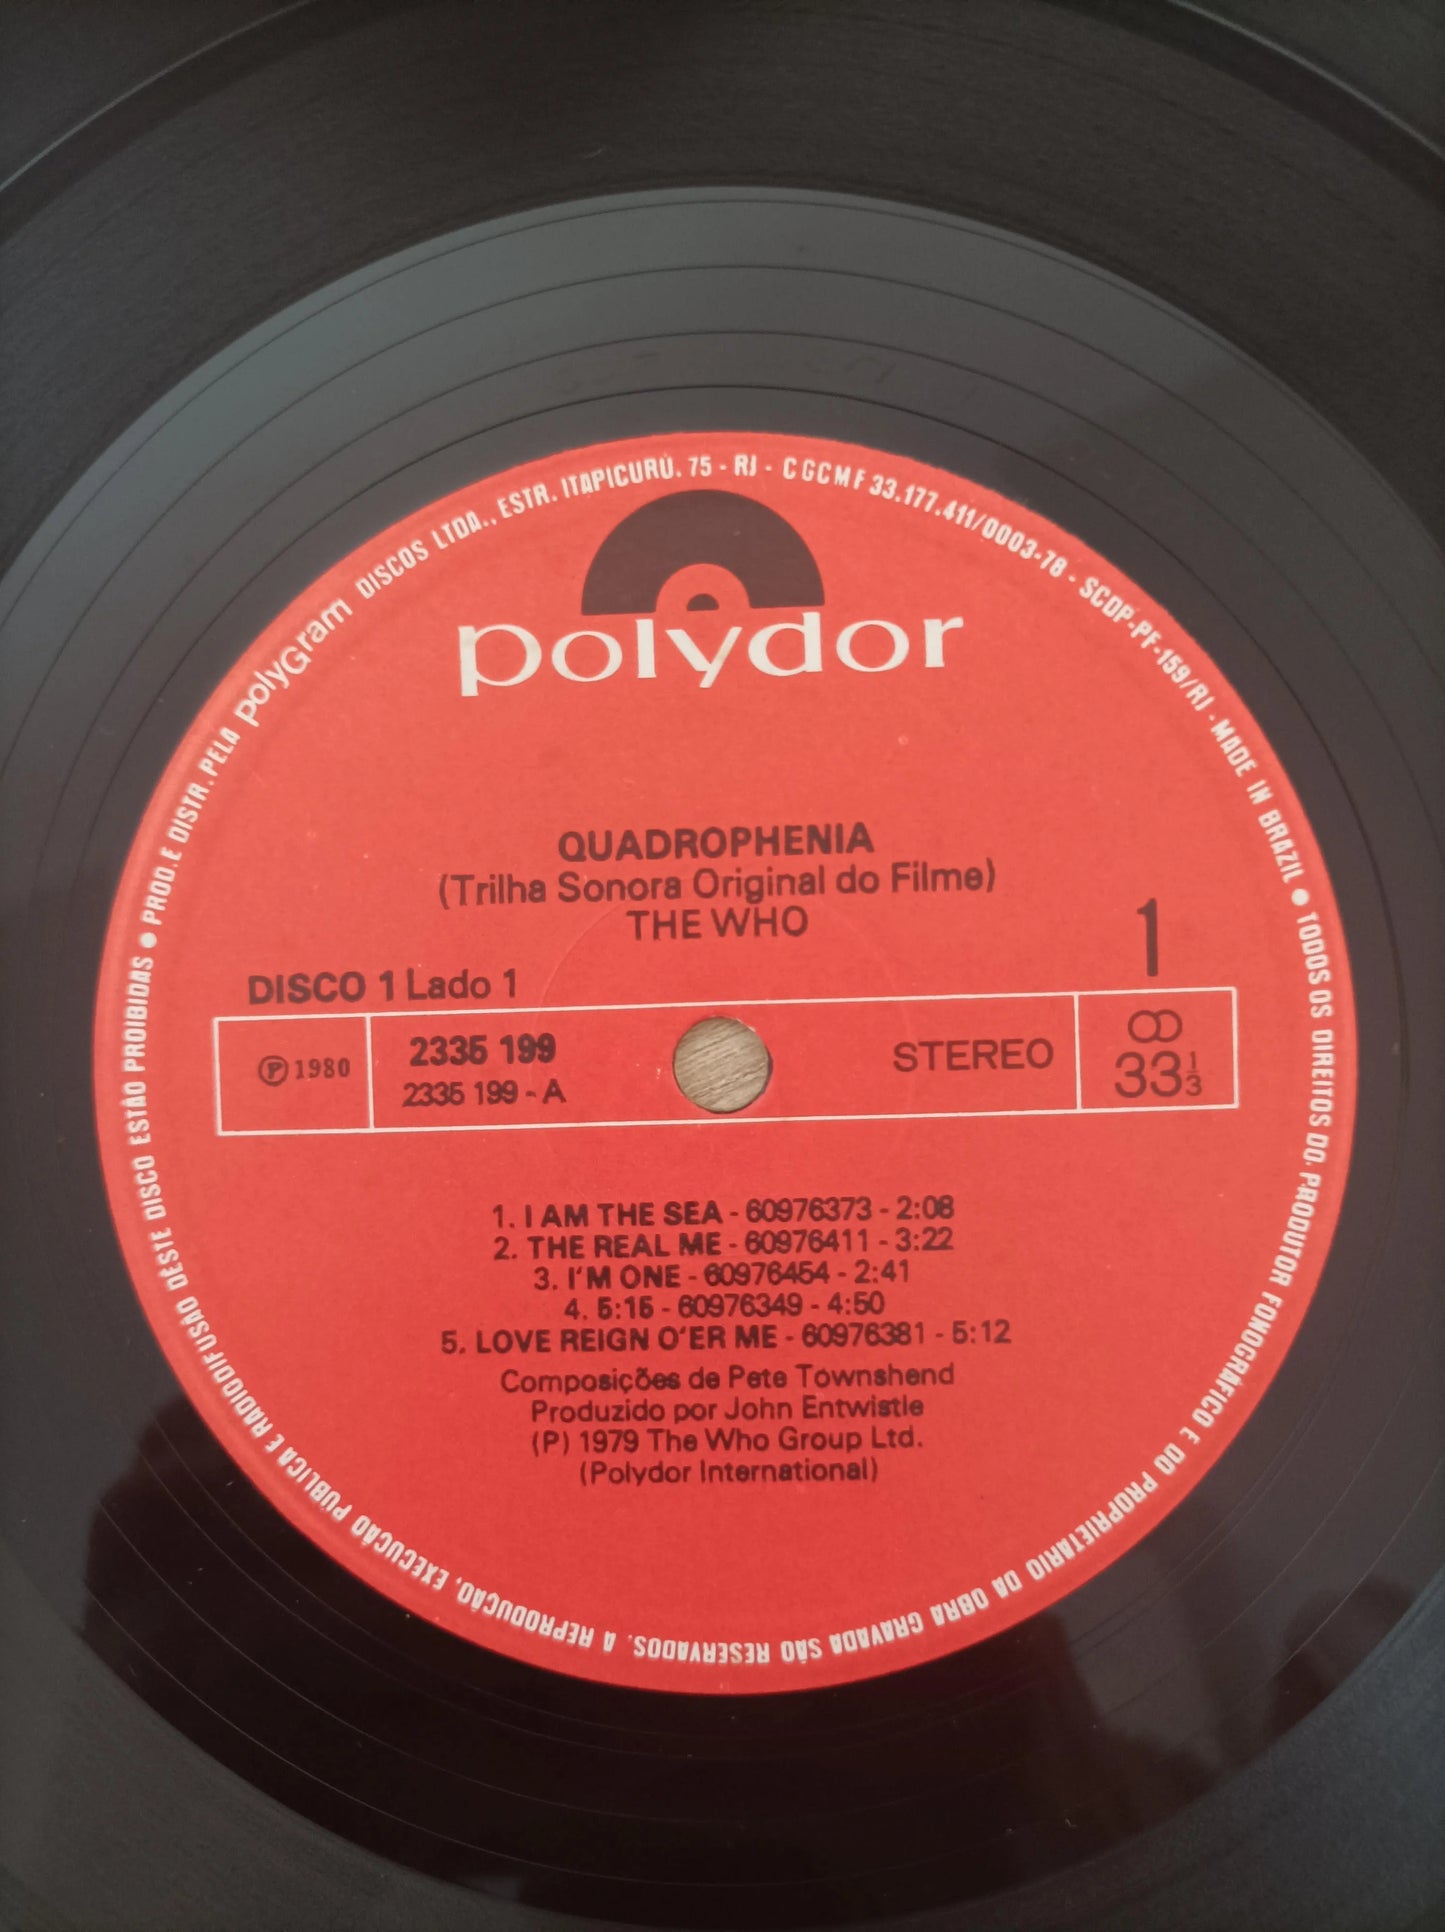 PROD. E DISTR. PELA polyGram DISCOS LTDA., ESTR. ITAPICURÚ, 75 - RJ - CGCMF 33.177.411/0003-78 - SCDP-PF-159/RJ - MADE IN BRAZIL ● TODOS OS DIREITOS DO PRODUTOR FONOGRÁFICO E DO PROPRIETARIO DA OBRA GRAVADA SÃO RESERVADOS. A REPRODUÇÃO, EXECUÇÃO PÚBLICA E RADIODIFUSÃO DESTE DISCO ESTÃO PROIBIDAS ●
polydor
QUADROPHENIA
(Trilha Sonora Original do Filme)
THE WHO
1
DISCO 1 Lado 1
℗ 1980
2335 199
2335 199 - A
STEREO
33 1/3
1. I AM THE SEA - 60976373 - 2:08
2. THE REAL ME - 60976411 - 3:22
3. I'M ONE - 60976454 - 2:41
4. 5:15 - 60976349 - 4:50
5. LOVE REIGN O'ER ME - 60976381 - 5:12
Composições de Pete Townshend
Produzido por John Entwistle
(P) 1979 The Who Group Ltd.
(Polydor International)